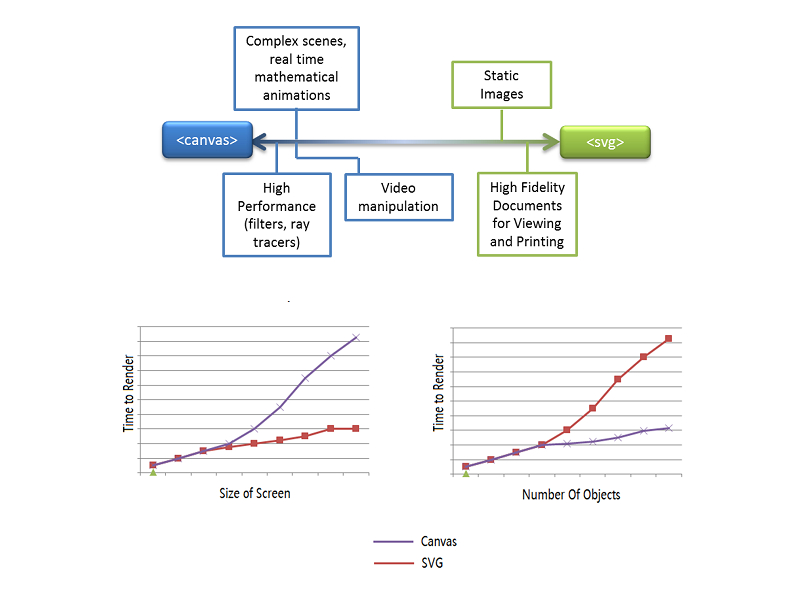 Complex scenes,
real time
mathematical
animations
Static
Images
<canvas>
<svg>
High
Performance
(filters, ray
tracers)
Video
manipulation
High Fidelity
Documents
for Viewing
and Printing
Time to Render
Size of Screen
Time to Render
Number Of Objects
Canvas
SVG